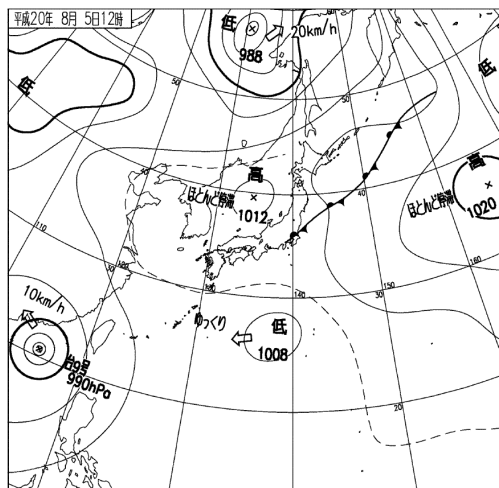 平成20年 8月 5日12時
低
988
20km/h
低
低
50
50
高
ほとんど停滞
1012
40
40
高
ほとんど停滞
1020
110
30
120
130
140
150
160
30
10km/h
ゆっくり
低
1008
台9号
990hPa
20